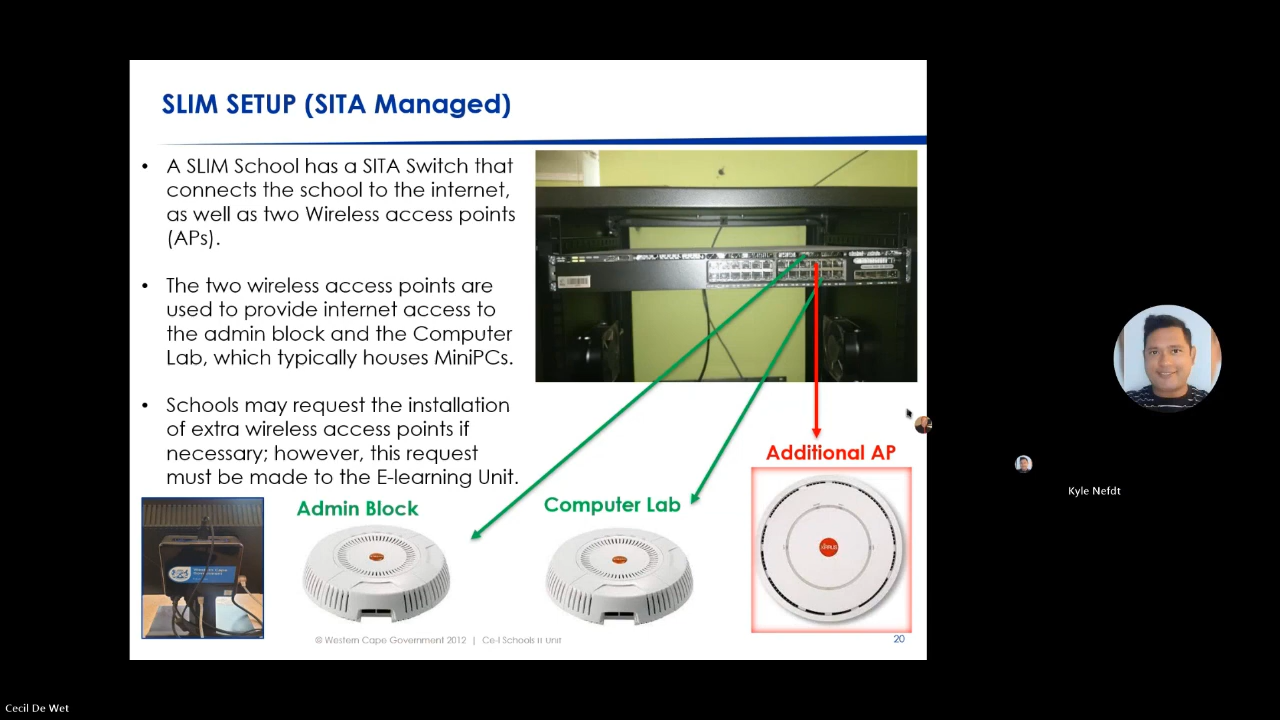 SLIM SETUP (SITA Managed)
• A SLIM School has a SITA Switch that
connects the school to the internet,
as well as two Wireless access points
(APs).
• The two wireless access points are
used to provide internet access to
the admin block and the Computer
Lab, which typically houses MiniPCs.
• Schools may request the installation
of extra wireless access points if
necessary; however, this request
must be made to the E-learning Unit.
Admin Block
Computer Lab
Additional AP
© Western Cape Government 2012 | Ce-I Schools II Unit
20
Kyle Nefdt
Cecil De Wet